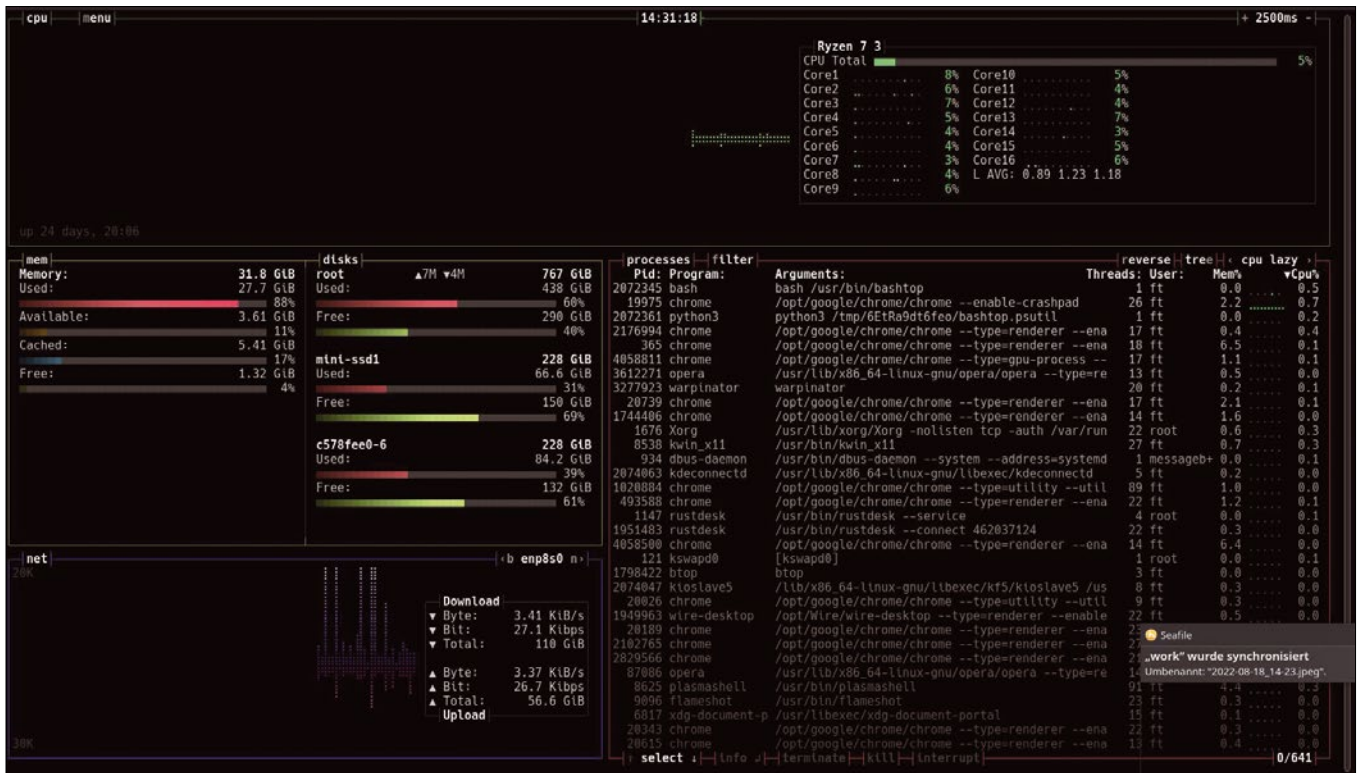 cpu menu 14:31:18 + 2500ms -
Ryzen 7 3
CPU Total 5%
Core1 8% Core10 5%
Core2 6% Core11 4%
Core3 7% Core12 4%
Core4 5% Core13 7%
Core5 4% Core14 3%
Core6 4% Core15 5%
Core7 3% Core16 6%
Core8 4% L AVG: 0.89 1.23 1.18
Core9 6%
up 24 days, 20:06
mem
Memory: 31.8 GiB
Used: 27.7 GiB
88%
Available: 3.61 GiB
11%
Cached: 5.41 GiB
17%
Free: 1.32 GiB
4%
disks
root ▲7M ▼4M 767 GiB
Used: 438 GiB
60%
Free: 290 GiB
40%
mini-ssd1 228 GiB
Used: 66.6 GiB
31%
Free: 150 GiB
69%
c578fee0-6 228 GiB
Used: 84.2 GiB
39%
Free: 132 GiB
61%
net ‹b enp8s0 n›
20K
Download
▼ Byte: 3.41 KiB/s
▼ Bit: 27.1 Kibps
▼ Total: 110 GiB
▲ Byte: 3.37 KiB/s
▲ Bit: 26.7 Kibps
▲ Total: 56.6 GiB
Upload
30K
processes filter reverse tree ‹ cpu lazy ›
Pid: Program: Arguments: Threads: User: Mem% ▼Cpu%
2072345 bash bash /usr/bin/bashtop 1 ft 0.0 0.5
19975 chrome /opt/google/chrome/chrome --enable-crashpad 26 ft 2.2 0.7
2072361 python3 python3 /tmp/6EtRa9dt6feo/bashtop.psutil 1 ft 0.0 0.2
2176994 chrome /opt/google/chrome/chrome --type=renderer --ena 17 ft 0.4 0.4
365 chrome /opt/google/chrome/chrome --type=renderer --ena 18 ft 6.5 0.1
4058811 chrome /opt/google/chrome/chrome --type=gpu-process -- 17 ft 1.1 0.1
3612271 opera /usr/lib/x86_64-linux-gnu/opera/opera --type=re 13 ft 0.5 0.0
3277923 warpinator warpinator 20 ft 0.2 0.1
20739 chrome /opt/google/chrome/chrome --type=renderer --ena 17 ft 2.1 0.1
1744406 chrome /opt/google/chrome/chrome --type=renderer --ena 14 ft 1.6 0.0
1676 Xorg /usr/lib/xorg/Xorg -nolisten tcp -auth /var/run 22 root 0.6 0.3
8538 kwin_x11 /usr/bin/kwin_x11 27 ft 0.7 0.3
934 dbus-daemon /usr/bin/dbus-daemon --system --address=systemd 1 messageb+ 0.0 0.1
2074063 kdeconnectd /usr/lib/x86_64-linux-gnu/libexec/kdeconnectd 5 ft 0.2 0.0
1020884 chrome /opt/google/chrome/chrome --type=utility --util 89 ft 1.0 0.0
493588 chrome /opt/google/chrome/chrome --type=renderer --ena 22 ft 1.2 0.1
1147 rustdesk /usr/bin/rustdesk --service 4 root 0.0 0.1
1951483 rustdesk /usr/bin/rustdesk --connect 462037124 22 ft 0.3 0.0
4058500 chrome /opt/google/chrome/chrome --type=renderer --ena 14 ft 6.4 0.0
121 kswapd0 [kswapd0] 1 root 0.0 0.1
1798422 btop btop 3 ft 0.0 0.0
2074047 kioslave5 /lib/x86_64-linux-gnu/libexec/kf5/kioslave5 /us 8 ft 0.3 0.0
20026 chrome /opt/google/chrome/chrome --type=utility --util 9 ft 0.3 0.0
1949963 wire-desktop /opt/Wire/wire-desktop --type=renderer --enable 22 ft 0.5 0.0
20189 chrome /opt/google/chrome/chrome --type=renderer --ena
2102765 chrome /opt/google/chrome/chrome --type=renderer --ena
2829566 chrome /opt/google/chrome/chrome --type=renderer --ena
87086 opera /usr/lib/x86_64-linux-gnu/opera/opera --type=re
8625 plasmashell /usr/bin/plasmashell 91 ft 4.4 0.3
9096 flameshot /usr/bin/flameshot 23 ft 0.3 0.0
6817 xdg-document-p /usr/libexec/xdg-document-portal 15 ft 0.1 0.0
20343 chrome /opt/google/chrome/chrome --type=renderer --ena 22 ft 0.3 0.0
20615 chrome /opt/google/chrome/chrome --type=renderer --ena 13 ft 0.4 0.0
↑ select ↓ info ↲ terminate kill interrupt 0/641
Seafile
„work“ wurde synchronisiert
Umbenannt: "2022-08-18_14-23.jpeg".